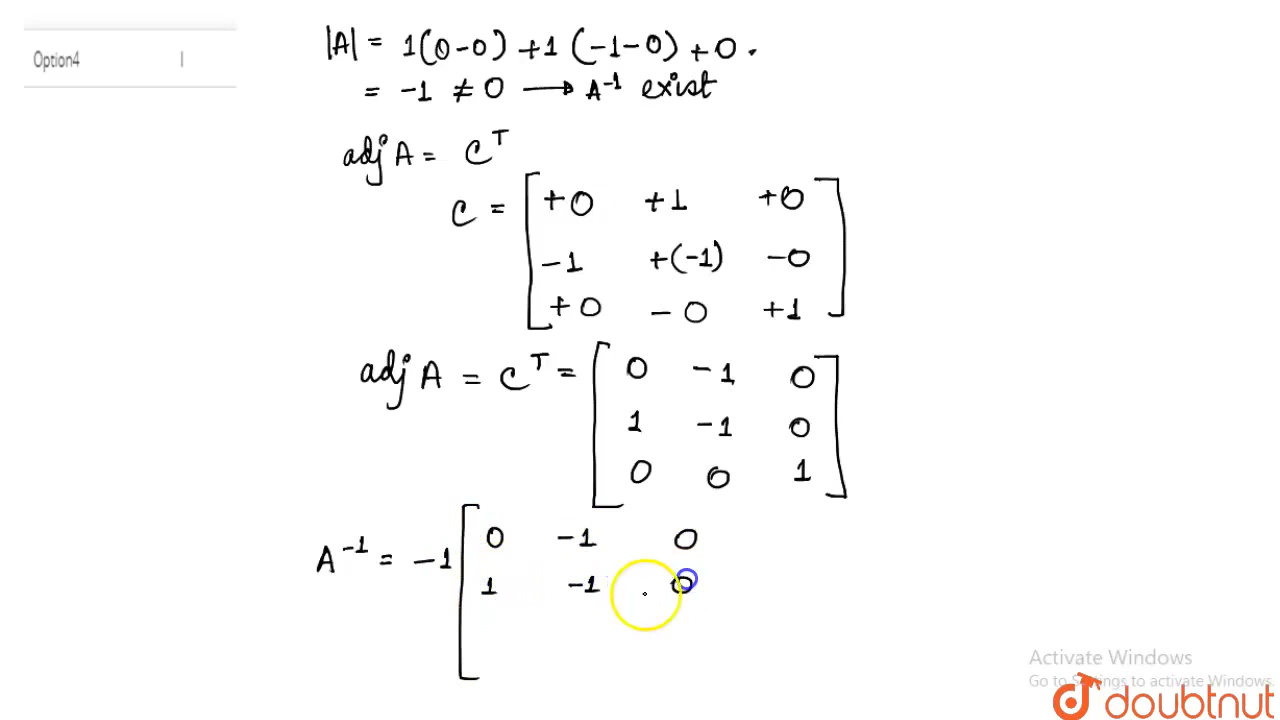 Option4 I
|A| = 1(0-0) +1 (-1-0) +0.
= -1 ≠ 0 → A⁻¹ exist
adj A = Cᵀ
C = [ +0 +1 +0
-1 +(-1) -0
+0 -0 +1 ]
adj A = Cᵀ = [ 0 -1 0
1 -1 0
0 0 1 ]
A⁻¹ = -1 [ 0 -1 0
1 -1 0
Activate Windows
Go to Settings to activate Windows.
doubtnut